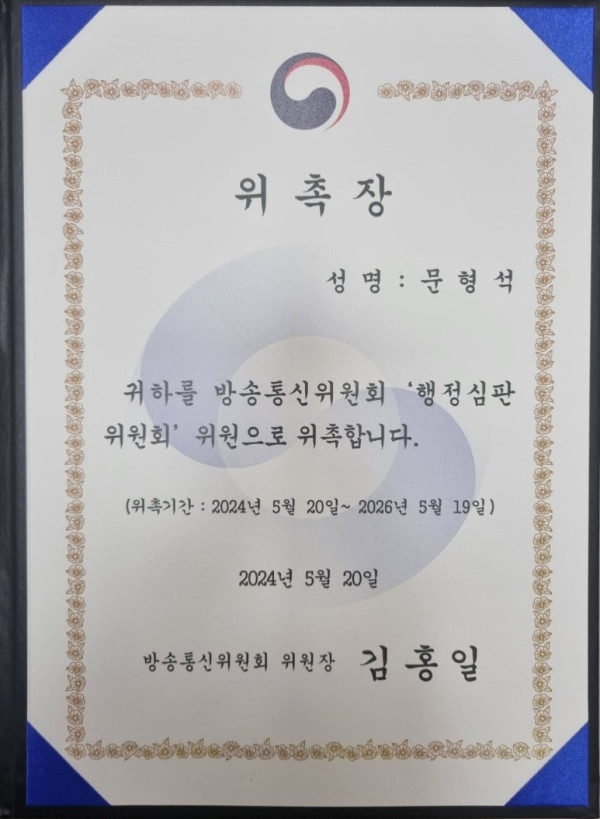 위 촉 장
성 명 : 문 형 석
귀하를 방송통신위원회 '행정심판
위원회' 위원으로 위촉합니다.
(위촉기간 : 2024년 5월 20일~ 2026년 5월 19일)
2024년 5월 20일
방송통신위원회 위원장 김 홍 일